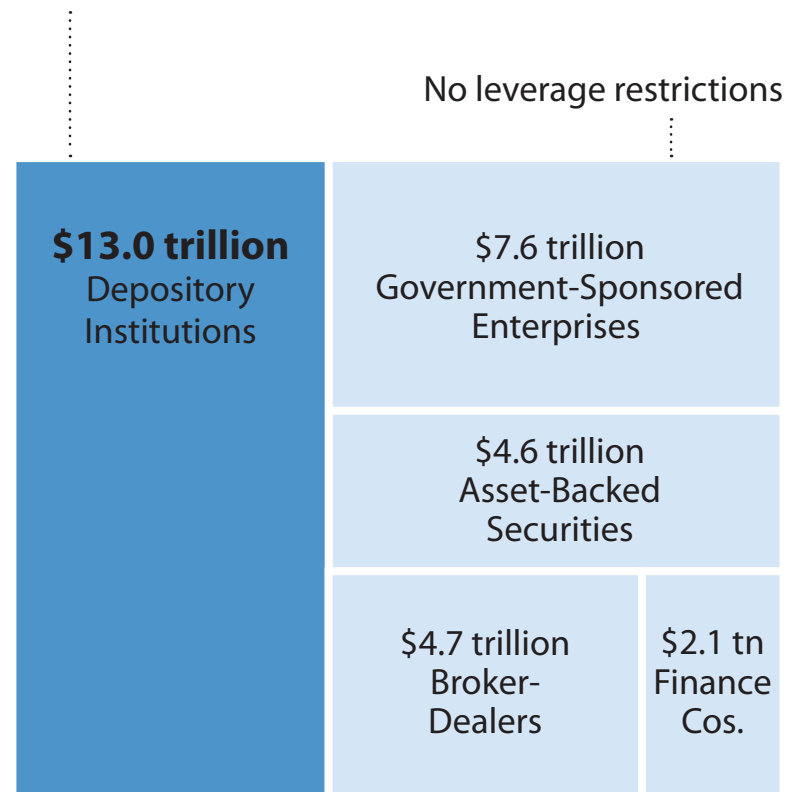 No leverage restrictions
$13.0 trillion
Depository
Institutions
$7.6 trillion
Government-Sponsored
Enterprises
$4.6 trillion
Asset-Backed
Securities
$4.7 trillion
Broker-
Dealers
$2.1 tn
Finance
Cos.